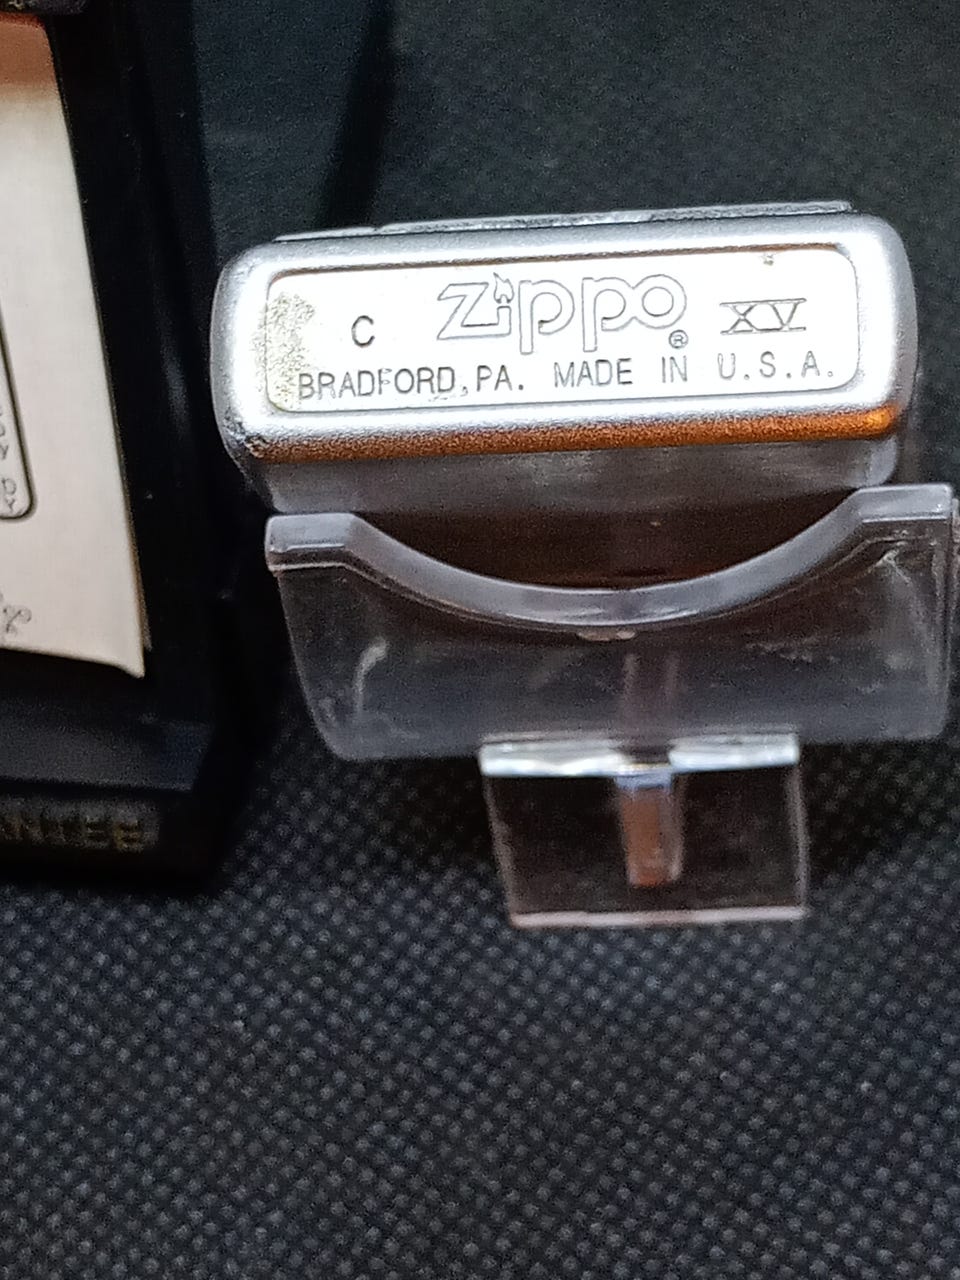 C Zippo ® XV
BRADFORD, PA. MADE IN U.S.A.